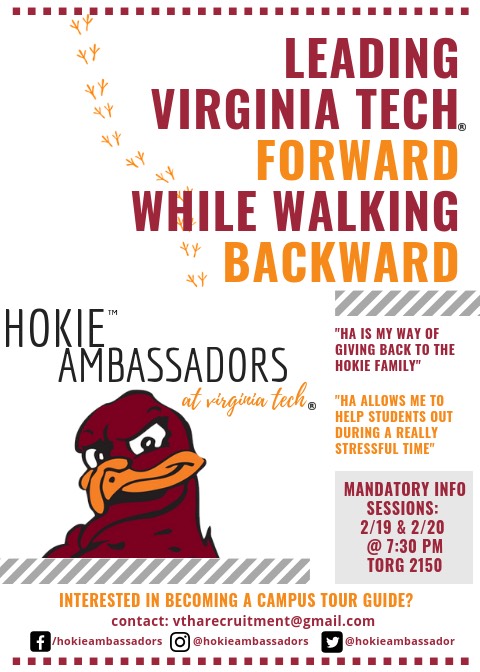 LEADING
VIRGINIA TECH®
FORWARD
WHILE WALKING
BACKWARD
HOKIE™
AMBASSADORS
at virginia tech®
"HA IS MY WAY OF
GIVING BACK TO THE
HOKIE FAMILY"
"HA ALLOWS ME TO
HELP STUDENTS OUT
DURING A REALLY
STRESSFUL TIME"
MANDATORY INFO
SESSIONS:
2/19 & 2/20
@ 7:30 PM
TORG 2150
INTERESTED IN BECOMING A CAMPUS TOUR GUIDE?
contact: vtharecruitment@gmail.com
/hokieambassadors @hokieambassadors @hokieambassador